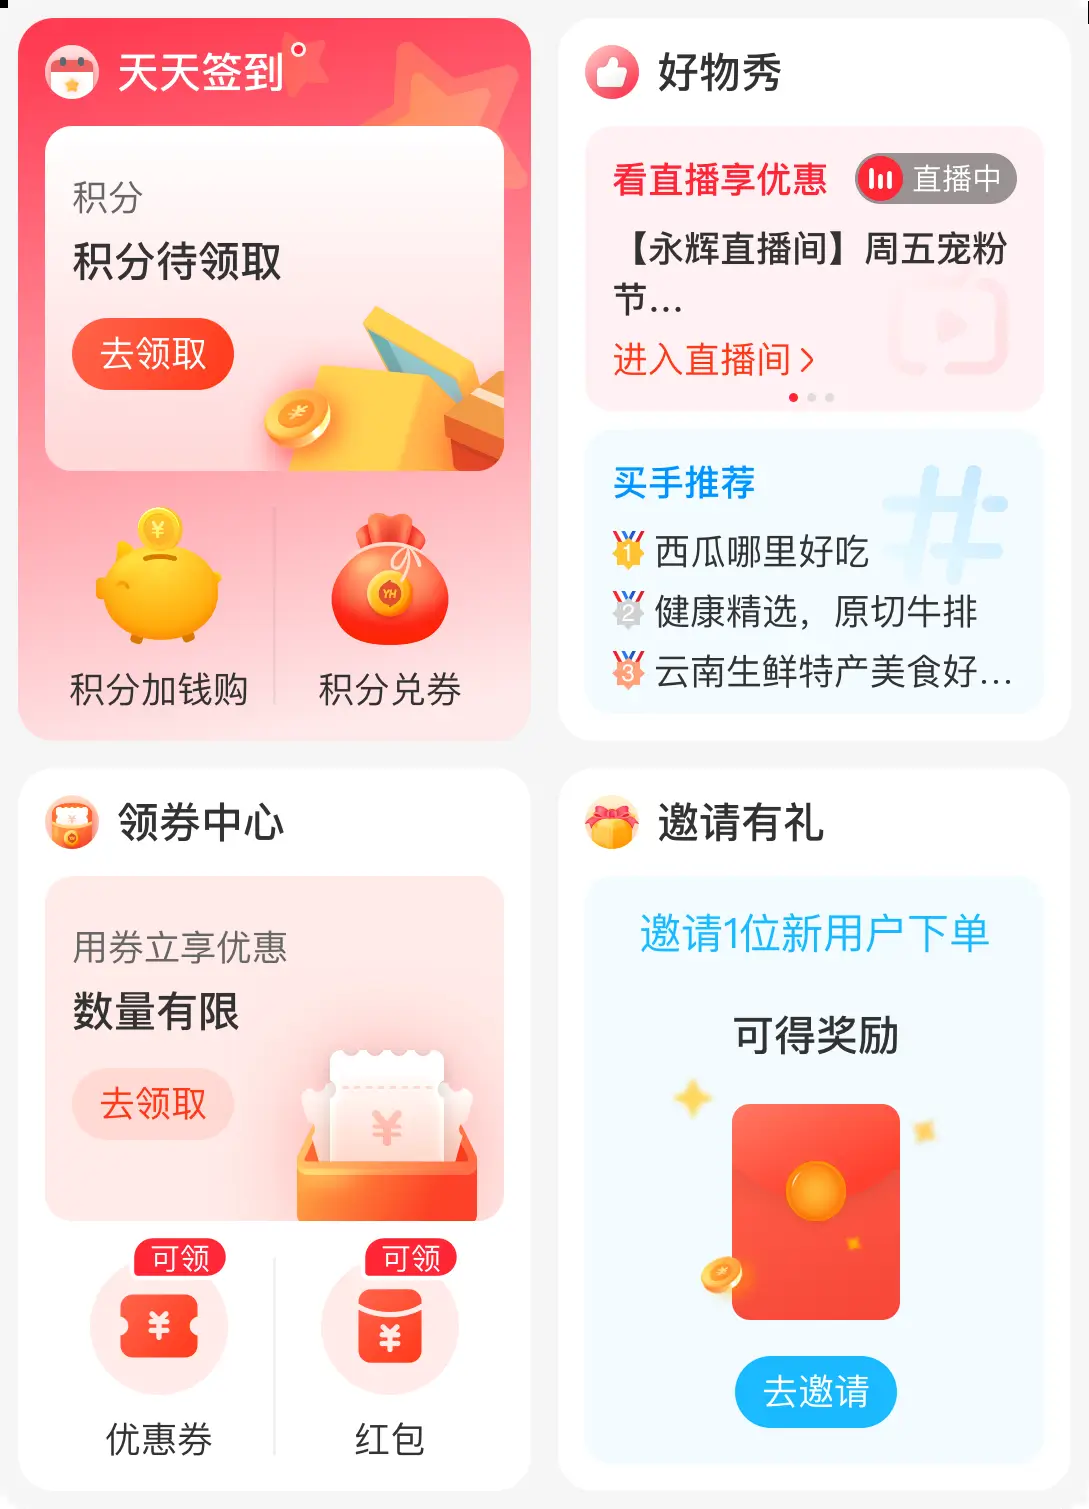 天天签到
积分
积分待领取
去领取
¥
¥
YH
积分加钱购
积分兑券
好物秀
看直播享优惠
直播中
【永辉直播间】周五宠粉
节...
进入直播间>
买手推荐
1 西瓜哪里好吃
2 健康精选，原切牛排
3 云南生鲜特产美食好...
领券中心
用券立享优惠
数量有限
去领取
¥
可领
¥
优惠券
可领
¥
红包
邀请有礼
邀请1位新用户下单
可得奖励
¥
去邀请